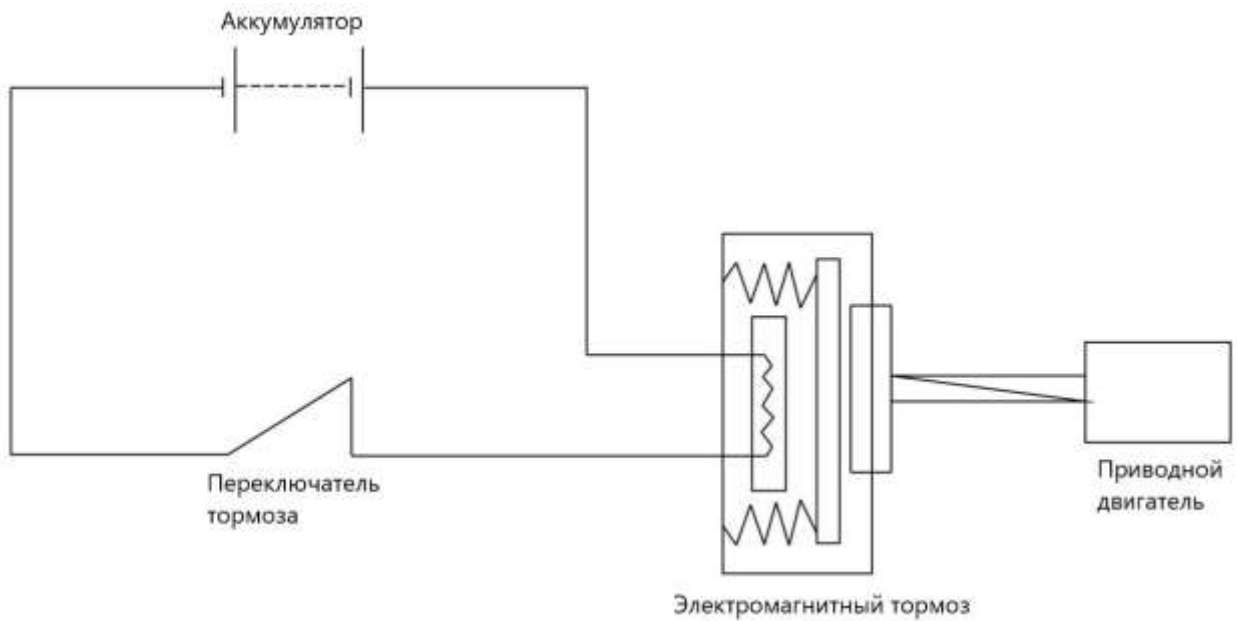 Аккумулятор
Переключатель
тормоза
Приводной
двигатель
Электромагнитный тормоз